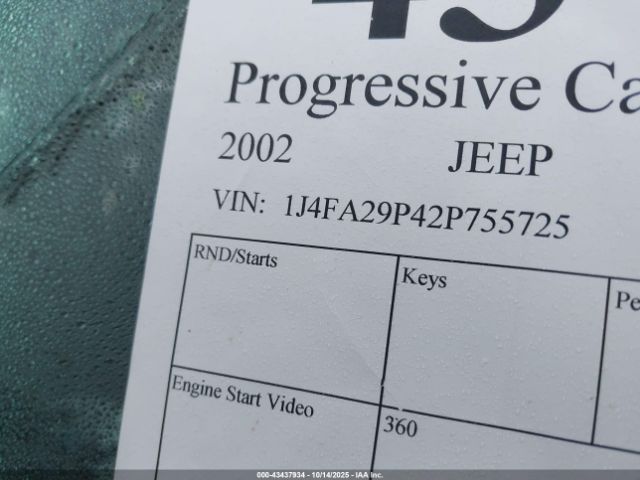 Progressive
2002 JEEP
VIN: 1J4FA29P42P755725
RND/Starts Keys
Engine Start Video 360
000-43437934 - 10/14/2025 - IAA Inc.